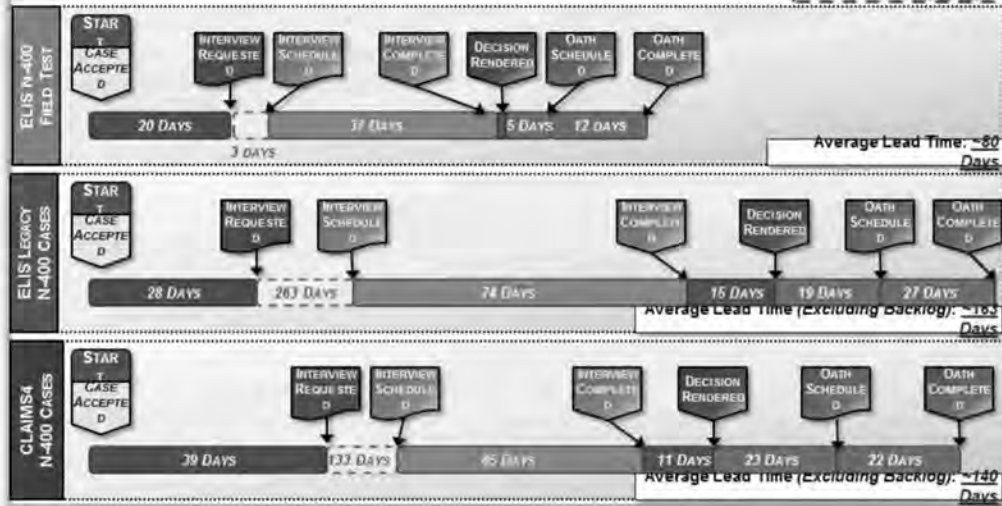 ELIS N-400
FIELD TEST
STAR
T
CASE
ACCEPTE
D
INTERVIEW
REQUESTE
D
INTERVIEW
SCHEDULE
D
INTERVIEW
COMPLETE
D
DECISION
RENDERED
OATH
SCHEDULE
D
OATH
COMPLETE
D
20 DAYS
3 DAYS
37 DAYS
5 DAYS
12 DAYS
Average Lead Time: ~80
Days
ELIS LEGACY
N-400 CASES
STAR
T
CASE
ACCEPTE
D
INTERVIEW
REQUESTE
D
INTERVIEW
SCHEDULE
D
INTERVIEW
COMPLETE
D
DECISION
RENDERED
OATH
SCHEDULE
D
OATH
COMPLETE
D
28 DAYS
263 DAYS
74 DAYS
15 DAYS
19 DAYS
27 DAYS
Average Lead Time (Excluding Backlog): ~163
Days
CLAIMS4
N-400 CASES
STAR
T
CASE
ACCEPTE
D
INTERVIEW
REQUESTE
D
INTERVIEW
SCHEDULE
D
INTERVIEW
COMPLETE
D
DECISION
RENDERED
OATH
SCHEDULE
D
OATH
COMPLETE
D
39 DAYS
133 DAYS
DAYS
11 DAYS
23 DAYS
22 DAYS
Average Lead Time (Excluding Backlog): ~140
Days